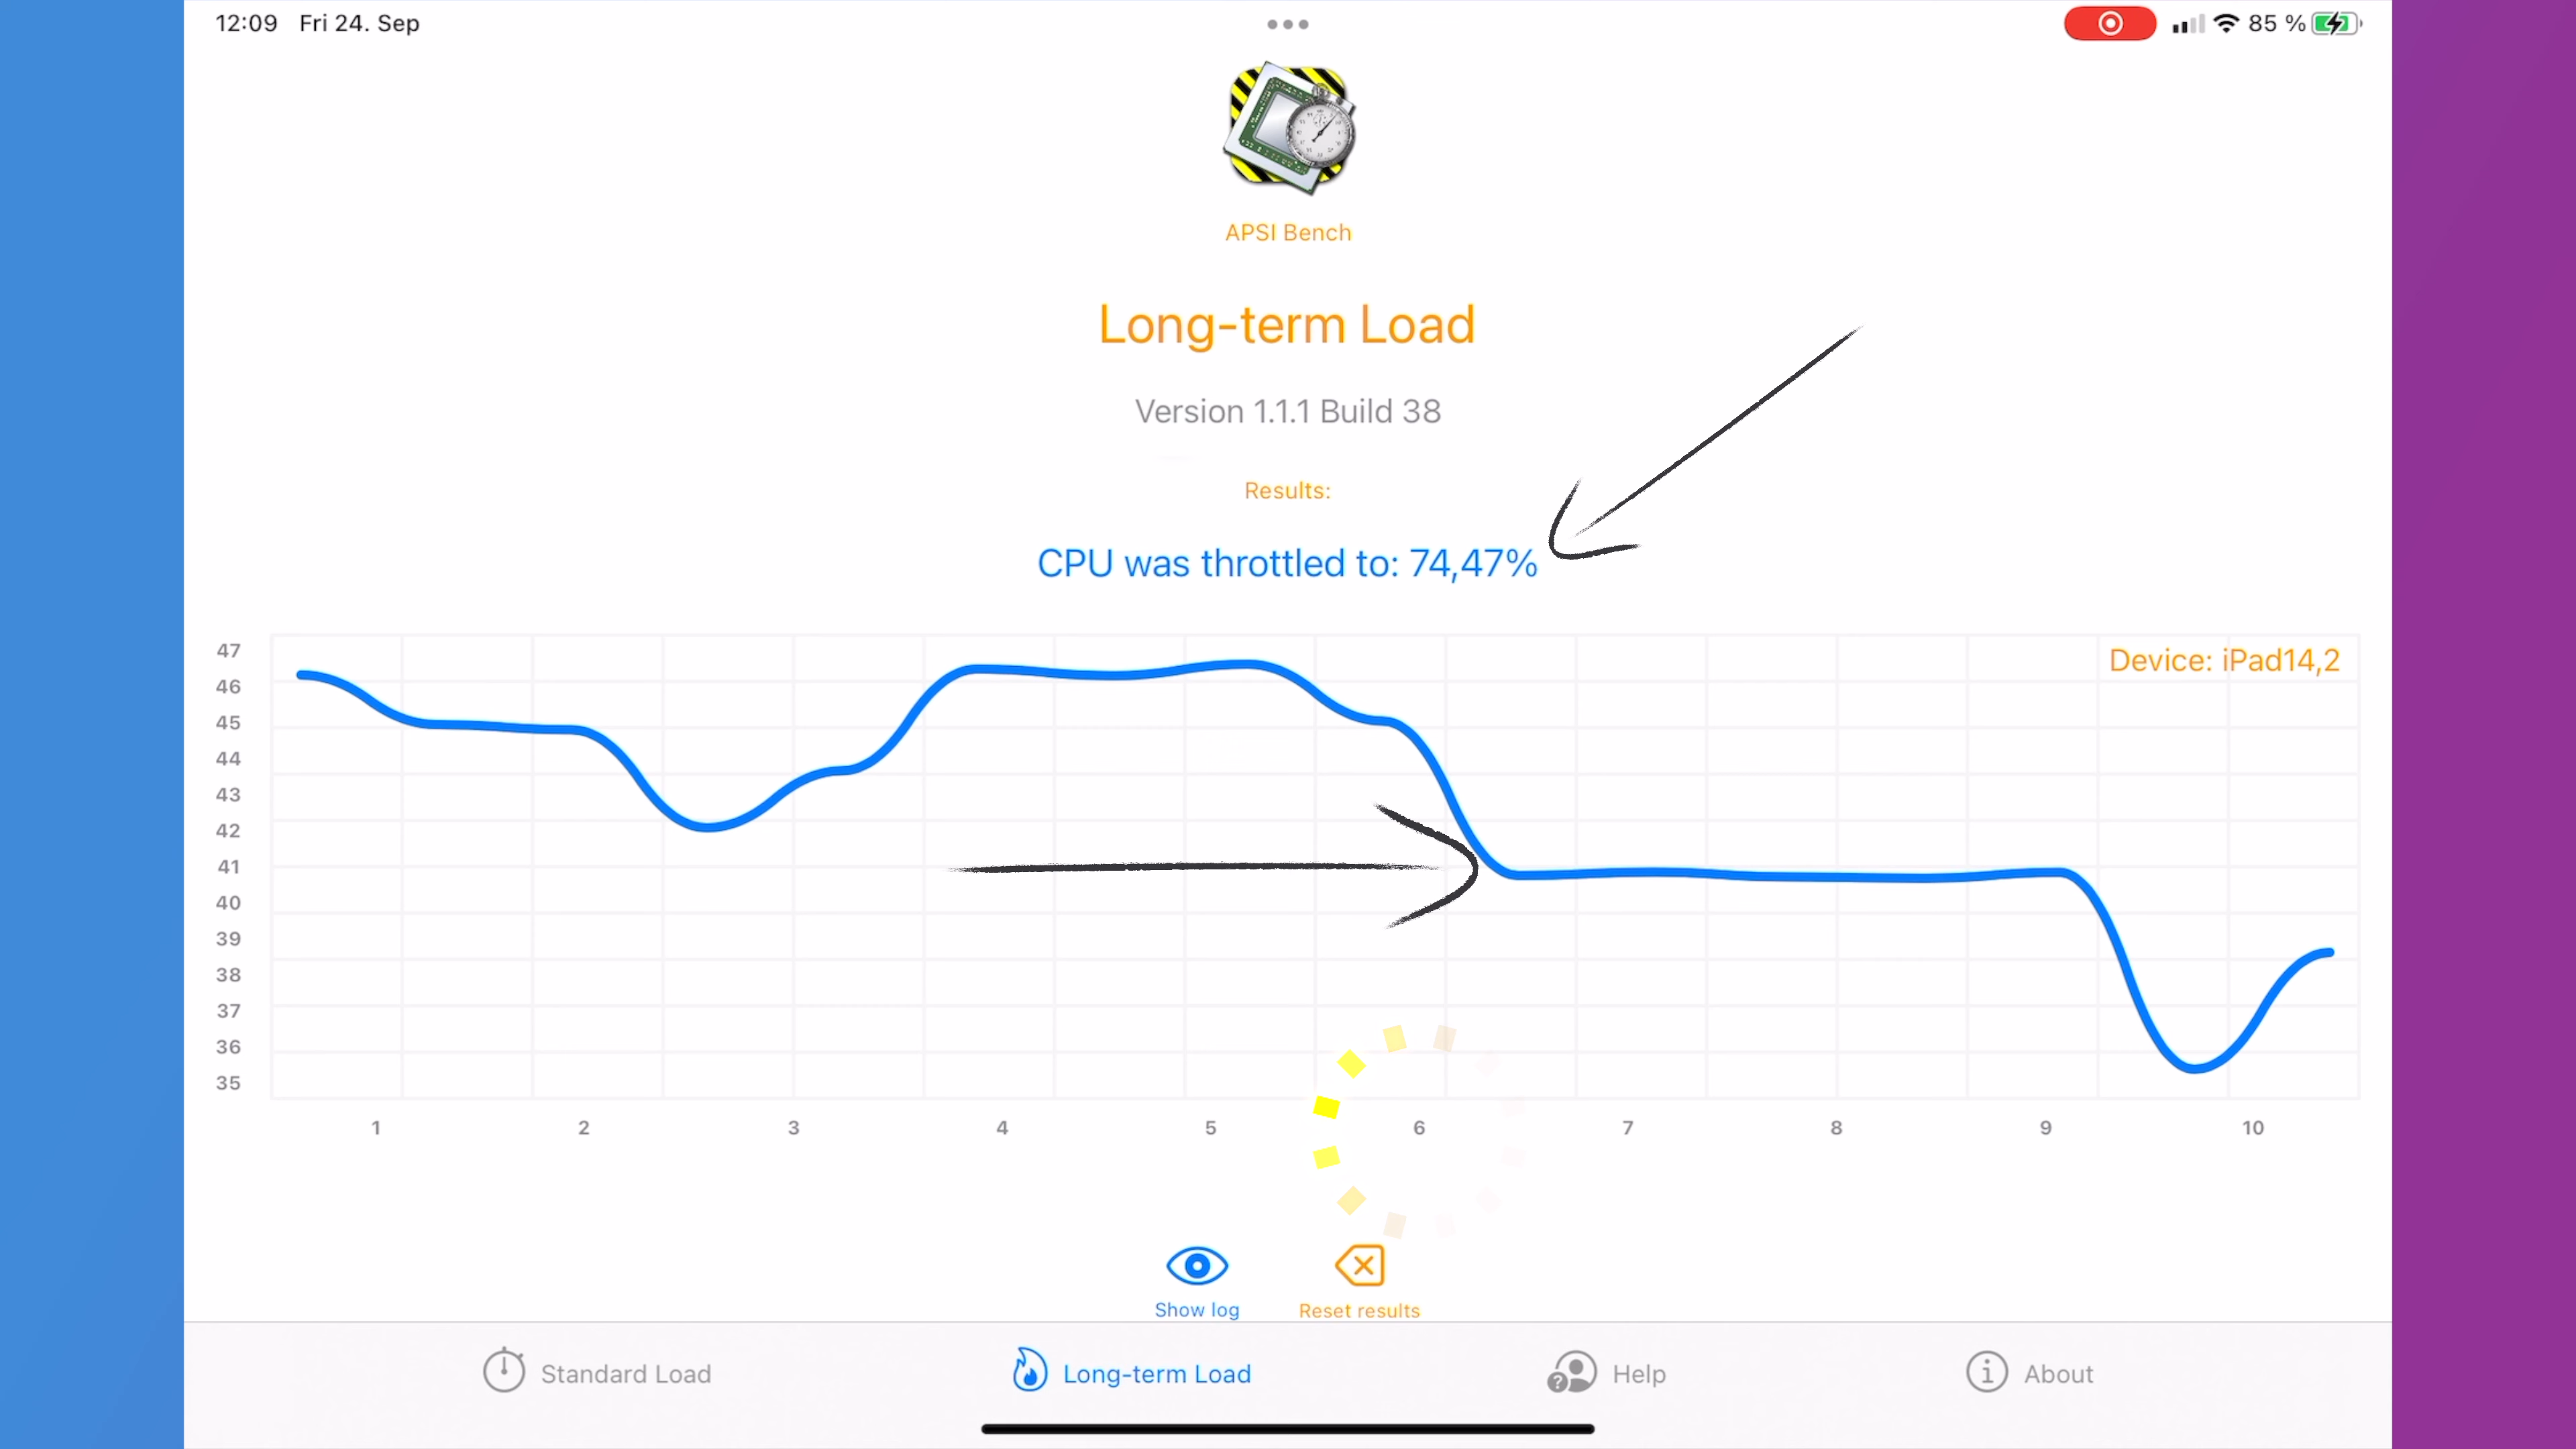 12:09 Fri 24. Sep
85 %
APSI Bench
Long-term Load
Version 1.1.1 Build 38
Results:
CPU was throttled to: 74,47%
Device: iPad14,2
47
46
45
44
43
42
41
40
39
38
37
36
35
1 2 3 4 5 6 7 8 9 10
Show log
Reset results
Standard Load
Long-term Load
Help
About